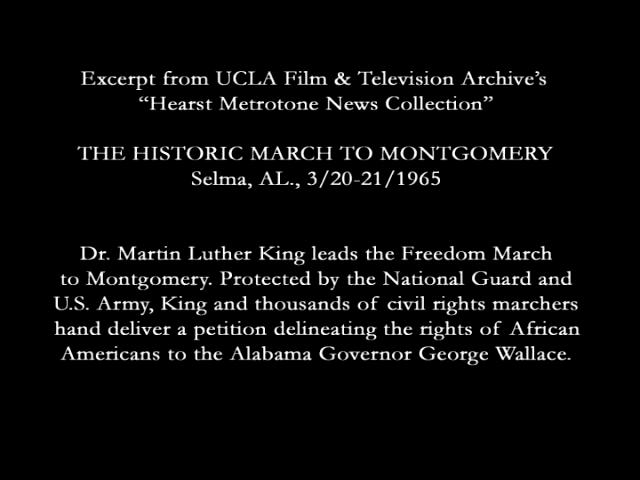 Excerpt from UCLA Film & Television Archive’s
“Hearst Metrotone News Collection”
THE HISTORIC MARCH TO MONTGOMERY
Selma, AL., 3/20-21/1965
Dr. Martin Luther King leads the Freedom March
to Montgomery. Protected by the National Guard and
U.S. Army, King and thousands of civil rights marchers
hand deliver a petition delineating the rights of African
Americans to the Alabama Governor George Wallace.